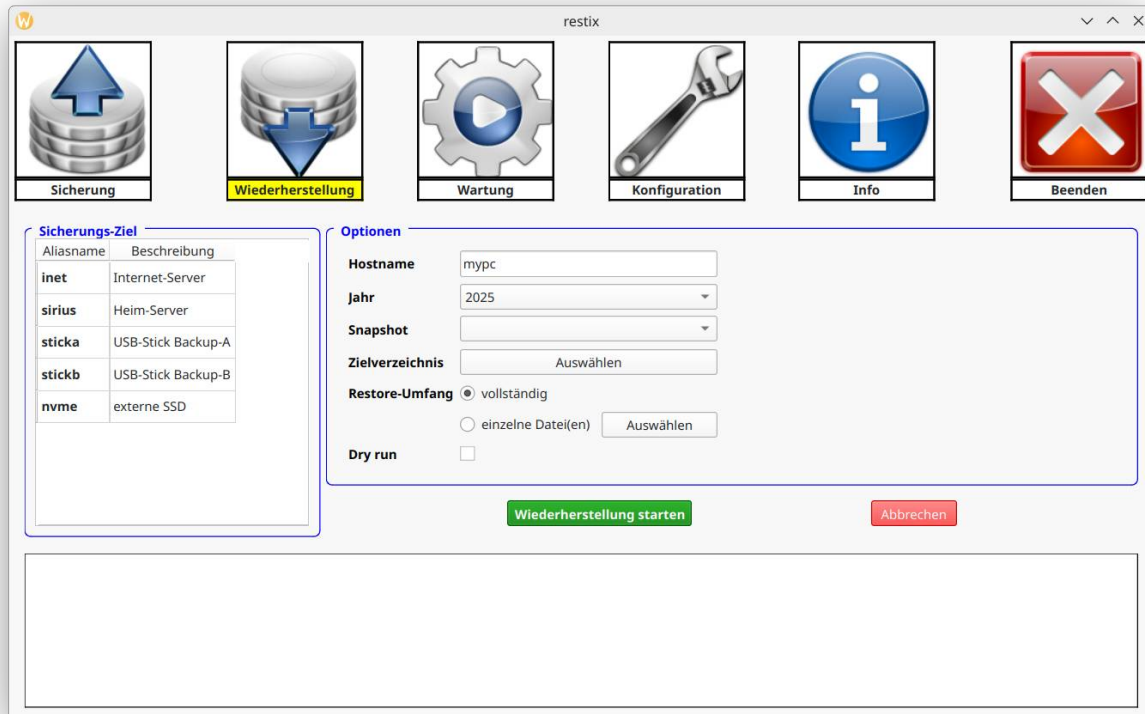 restix
Sicherung
Wiederherstellung
Wartung
Konfiguration
Info
Beenden
Sicherungs-Ziel
Aliasname Beschreibung
inet Internet-Server
sirius Heim-Server
sticka USB-Stick Backup-A
stickb USB-Stick Backup-B
nvme externe SSD
Optionen
Hostname mypc
Jahr 2025
Snapshot
Zielverzeichnis Auswählen
Restore-Umfang vollständig
einzelne Datei(en) Auswählen
Dry run
Wiederherstellung starten
Abbrechen